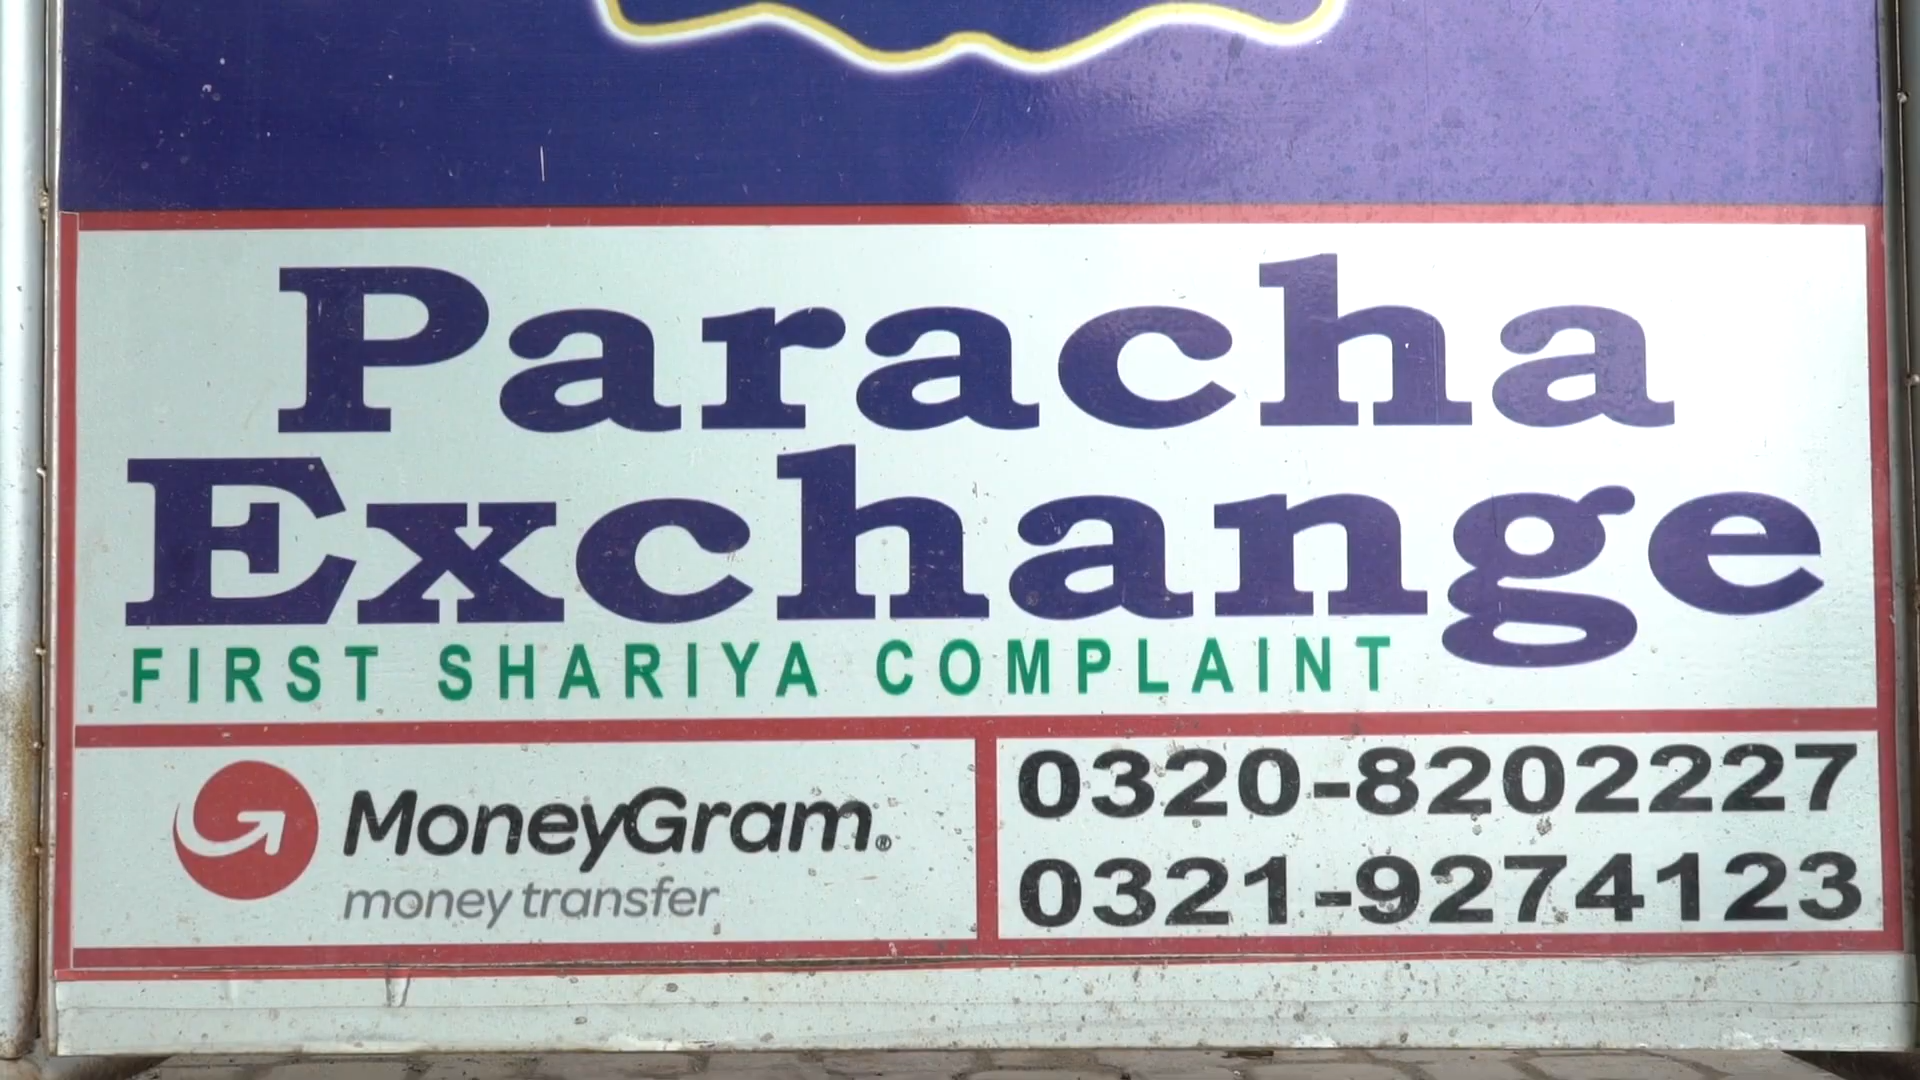 Paracha
Exchange
FIRST SHARIYA COMPLAINT
MoneyGram®
money transfer
0320-8202227
0321-9274123